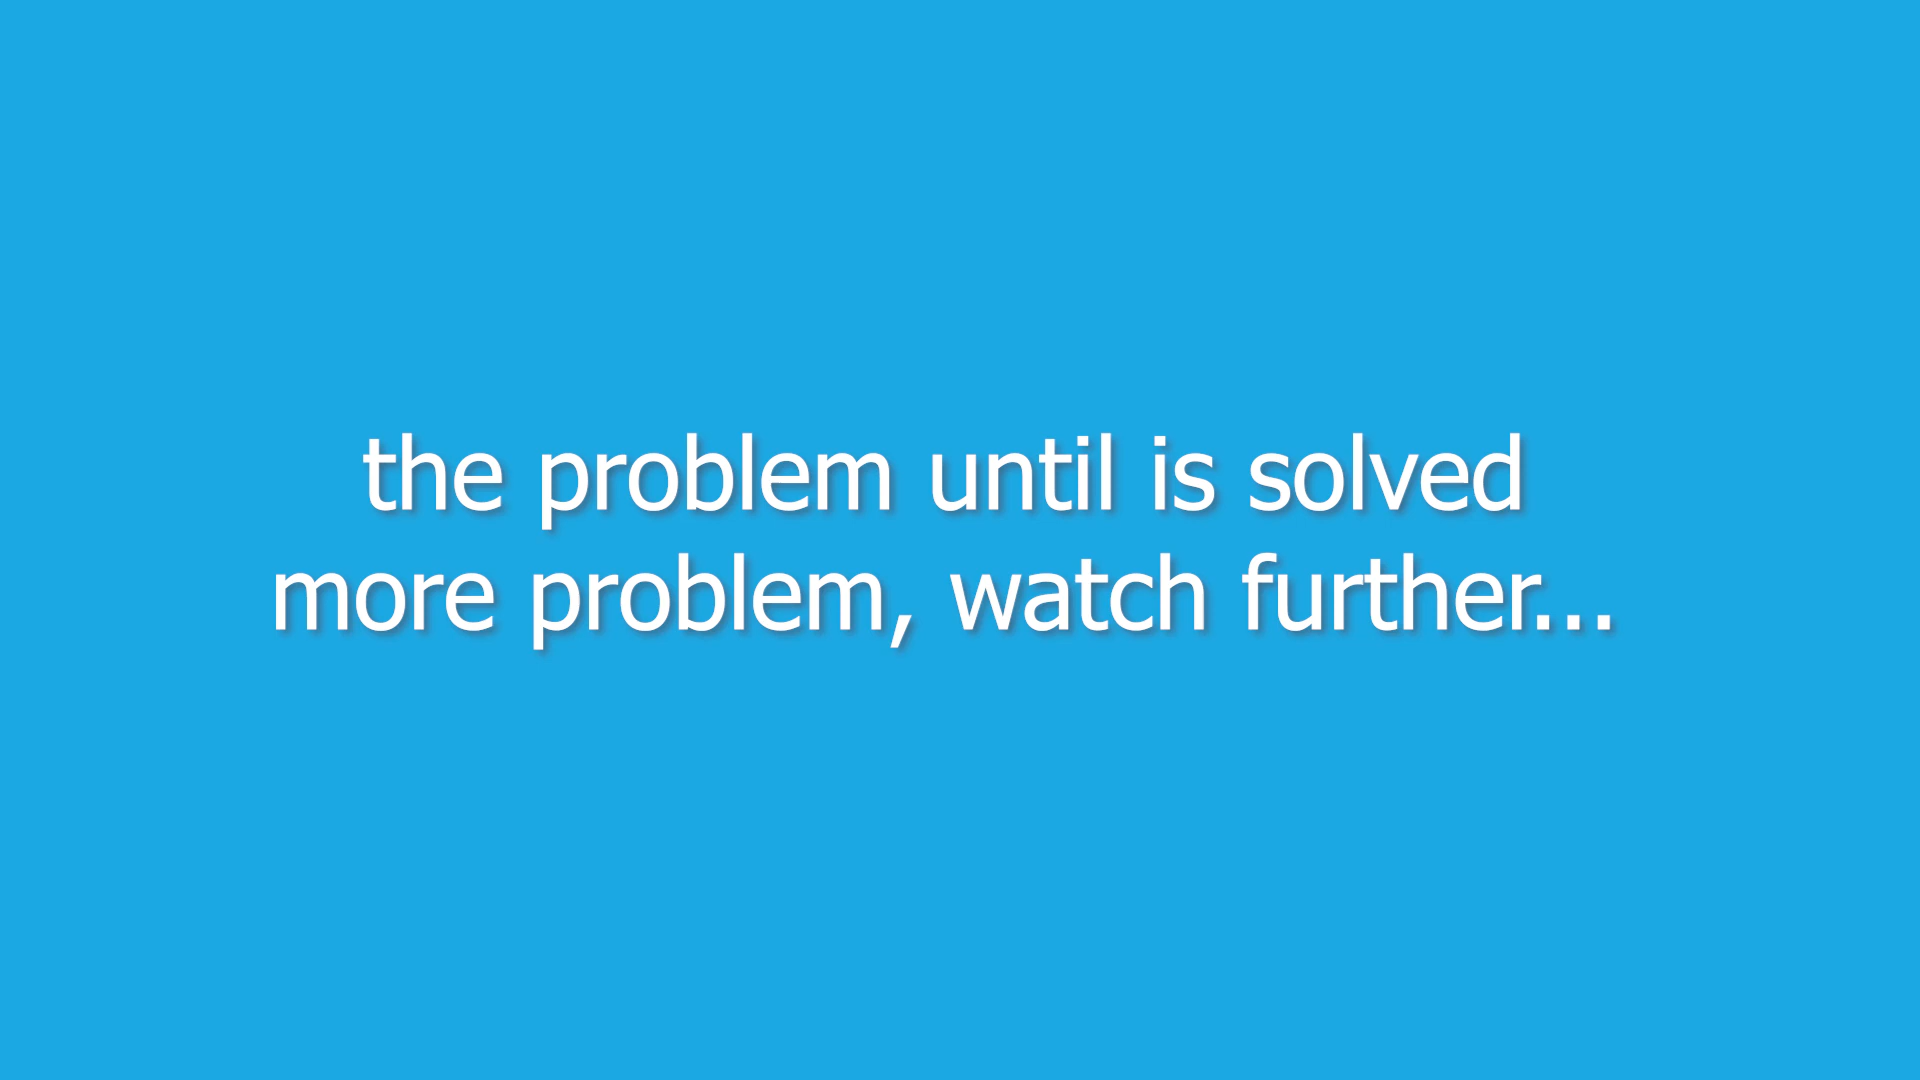 the problem until is solved
more problem, watch further...